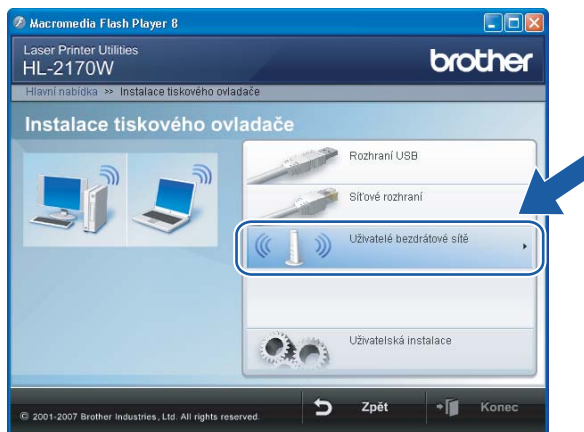 Macromedia Flash Player 8
Laser Printer Utilities
HL-2170W
brother
Hlavní nabídka >> Instalace tiskového ovladače
Instalace tiskového ovladače
Rozhraní USB
Síťové rozhraní
Uživatelé bezdrátové sítě
Uživatelská instalace
© 2001-2007 Brother Industries, Ltd. All rights reserved.
Zpět
Konec